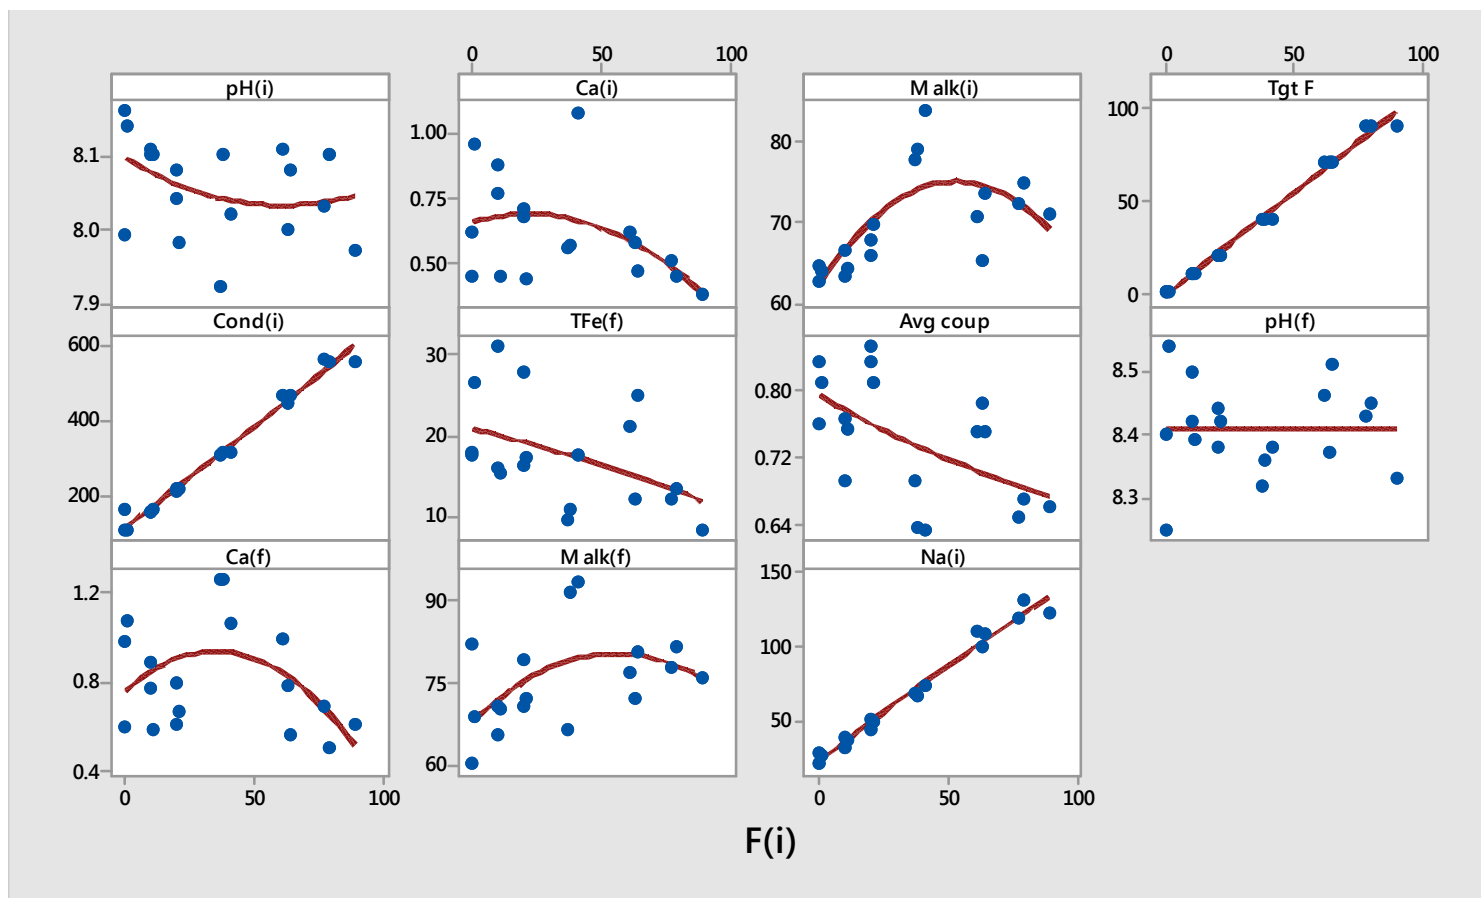 0 50 100 0 50 100
pH(i) Ca(i) M alk(i) Tgt F
8.1 8.0 7.9
1.00 0.75 0.50
80 70 60
100 50 0
Cond(i) TFe(f) Avg coup pH(f)
600 400 200
30 20 10
0.80 0.72 0.64
8.5 8.4 8.3
Ca(f) M alk(f) Na(i)
1.2 0.8 0.4
90 75 60
150 100 50
0 50 100 0 50 100
F(i)